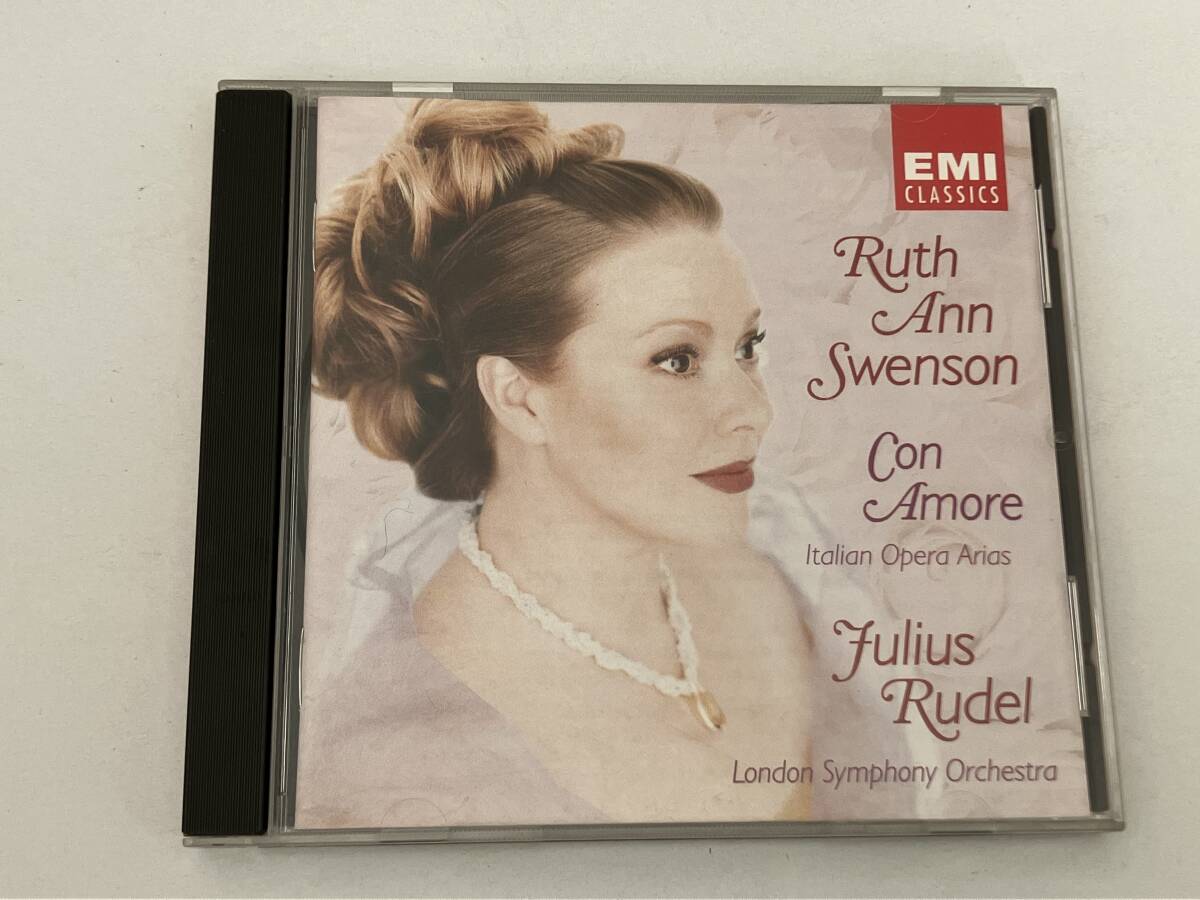 EMI
CLASSICS
Ruth
Ann
Swenson
Con
Amore
Italian Opera Arias
Julius
Rudel
London Symphony Orchestra